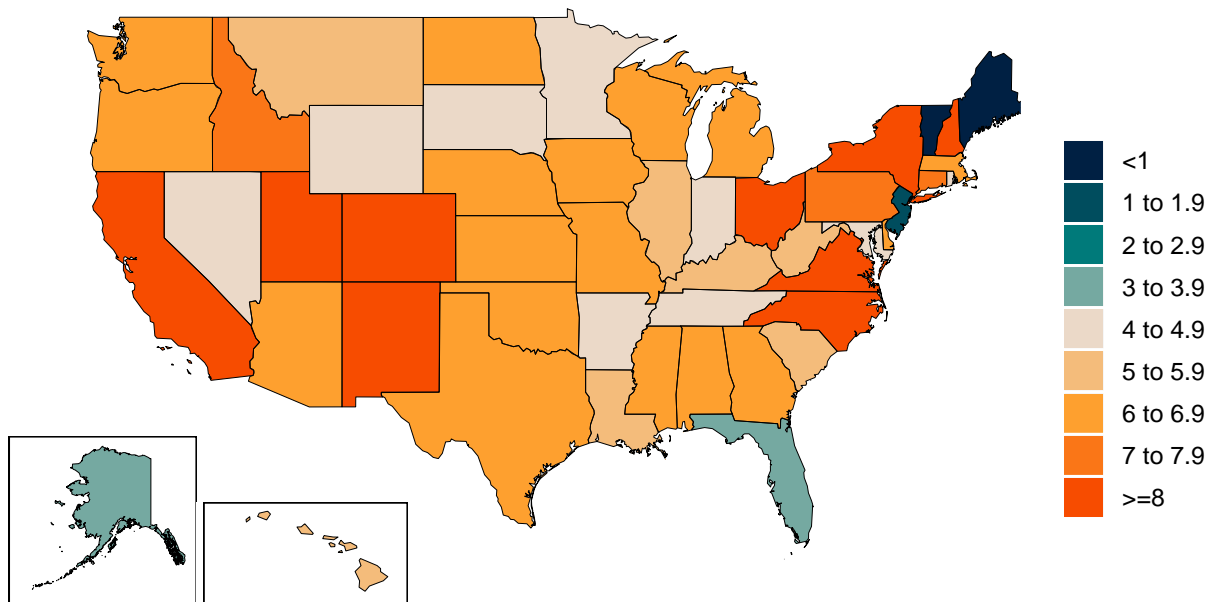 <1
1 to 1.9
2 to 2.9
3 to 3.9
4 to 4.9
5 to 5.9
6 to 6.9
7 to 7.9
>=8